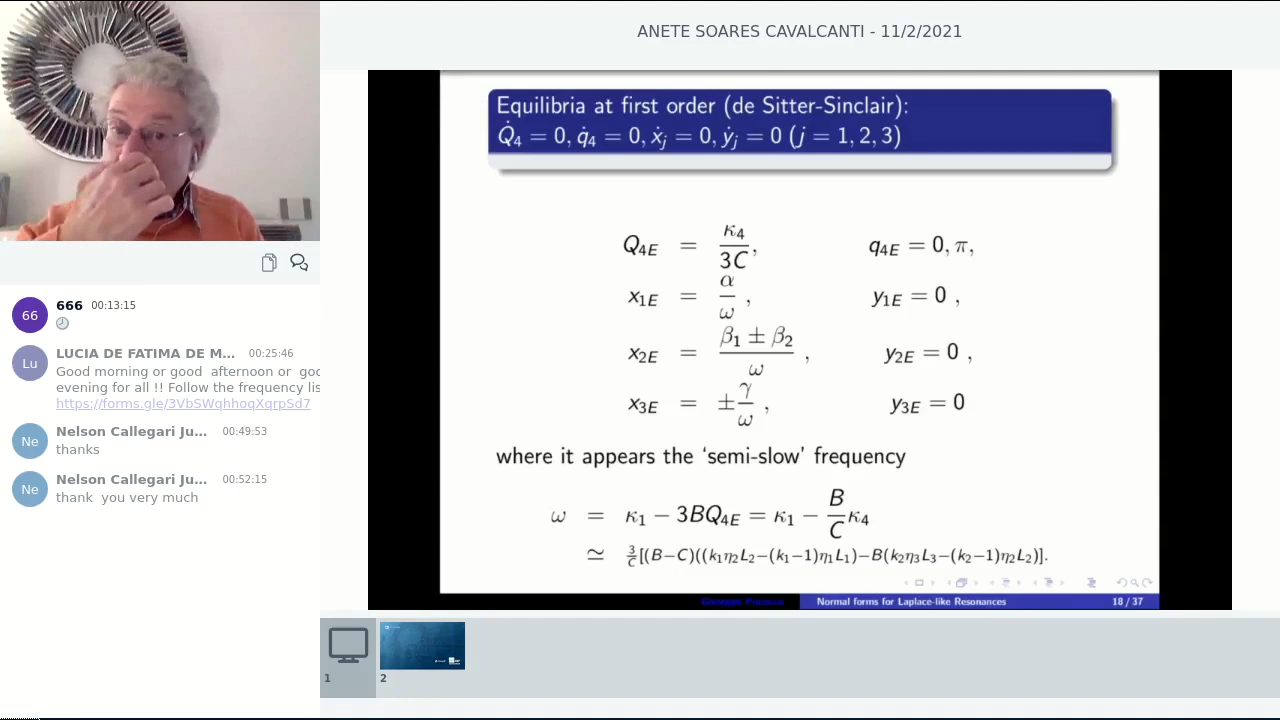 ANETE SOARES CAVALCANTI - 11/2/2021
66
666 00:13:15
Lu
LUCIA DE FATIMA DE M... 00:25:46
Good morning or good afternoon or goo
evening for all !! Follow the frequency lis
https://forms.gle/3VbSWqhhoqXgrpSd7
Ne
Nelson Callegari Ju... 00:49:53
thanks
Ne
Nelson Callegari Ju... 00:52:15
thank you very much
Equilibria at first order (de Sitter-Sinclair):
Q̇₄ = 0, q̇₄ = 0, ẋⱼ = 0, ẏⱼ = 0 (j = 1, 2, 3)
Q₄E = κ₄/3C, q₄E = 0, π,
x₁E = α/ω , y₁E = 0 ,
x₂E = (β₁ ± β₂)/ω , y₂E = 0 ,
x₃E = ±γ/ω , y₃E = 0
where it appears the ‘semi-slow’ frequency
ω = κ₁ − 3BQ₄E = κ₁ − B/C κ₄
≃ 3/C [(B−C)((k₁η₂L₂−(k₁−1)η₁L₁)−B(k₂η₃L₃−(k₂−1)η₂L₂)].
Normal forms for Laplace-like Resonances 18 / 37
1
2